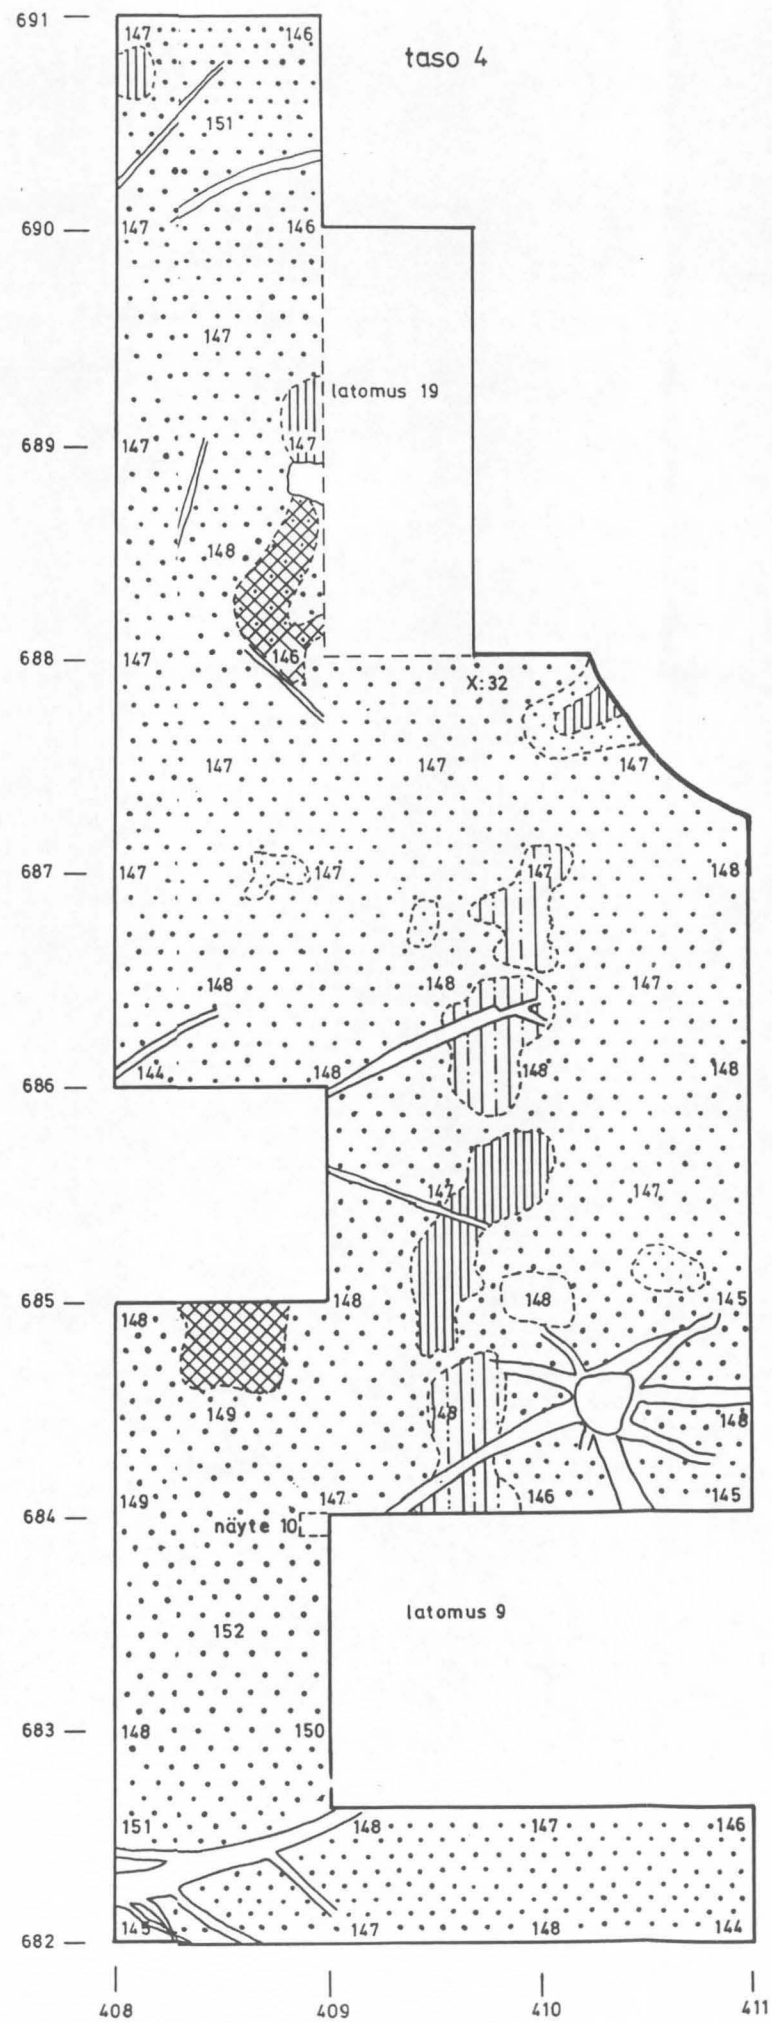 taso 4
691
147 146
151
690
147 146
147
latomus 19
689
147 147
148
688
147 146
X:32
147 147 147
687
147 147 147 148
148 148 147
686
144 148 148 148
147 147
685
148 148 148 145
149 148 148
684
149 147 146 145
näyte 10
latomus 9
152
683
148 150
151 148 147 146
682
145 147 148 144
408 409 410 411